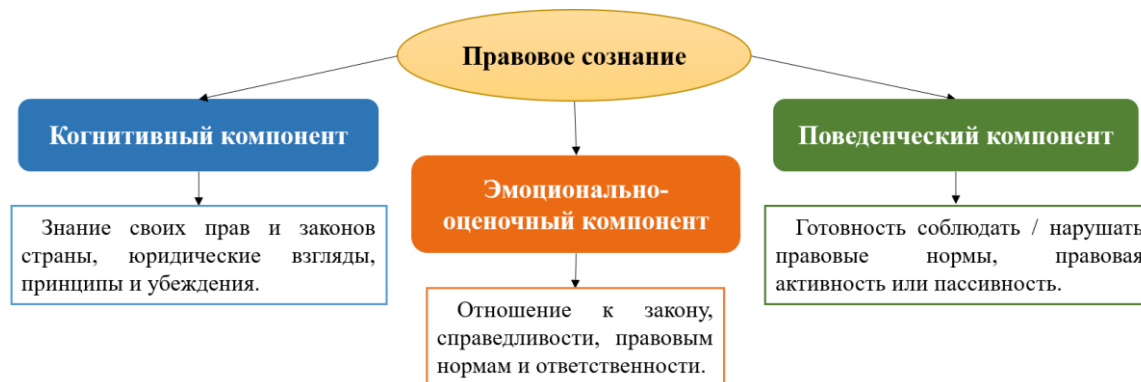 Правовое сознание
Когнитивный компонент
Знание своих прав и законов
страны, юридические взгляды,
принципы и убеждения.
Эмоционально-
оценочный компонент
Отношение к закону,
справедливости, правовым
нормам и ответственности.
Поведенческий компонент
Готовность соблюдать / нарушать
правовые нормы, правовая
активность или пассивность.